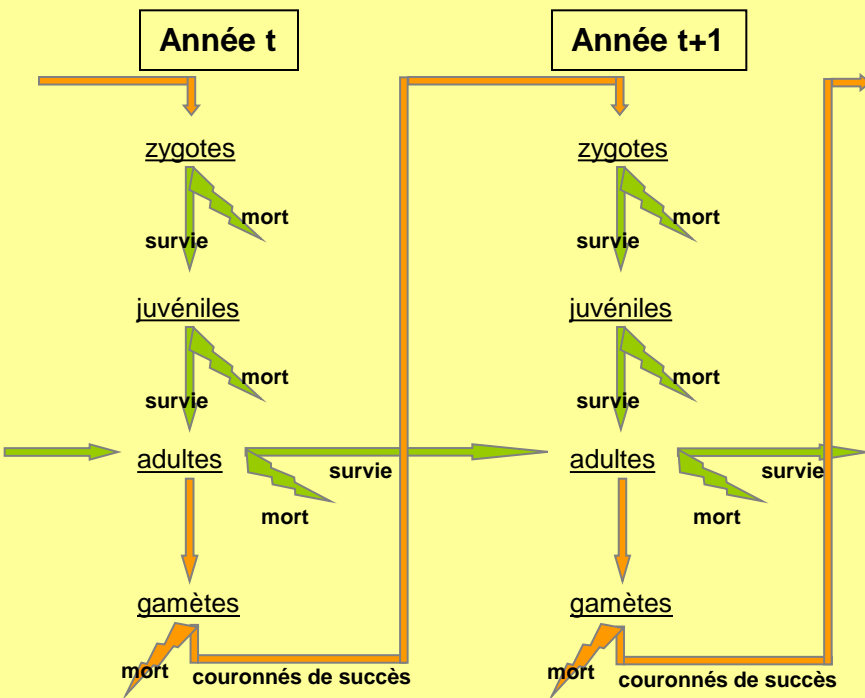 Année t
Année t+1
zygotes
zygotes
mort
mort
survie
survie
juvéniles
juvéniles
mort
mort
survie
survie
adultes
adultes
survie
survie
mort
mort
gamètes
gamètes
mort
couronnés de succès
mort
couronnés de succès